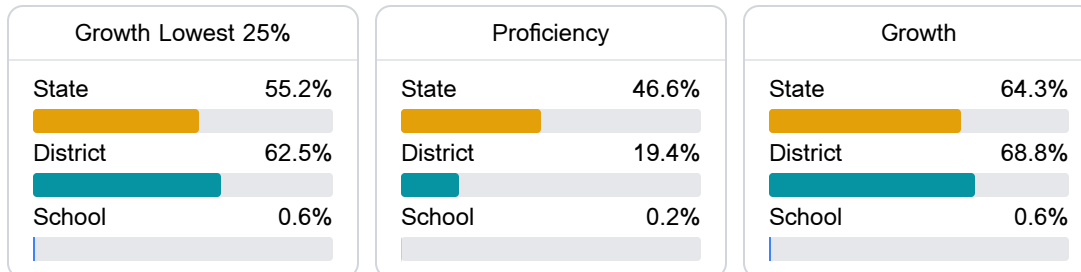 Growth Lowest 25%
State 55.2%
District 62.5%
School 0.6%
Proficiency
State 46.6%
District 19.4%
School 0.2%
Growth
State 64.3%
District 68.8%
School 0.6%